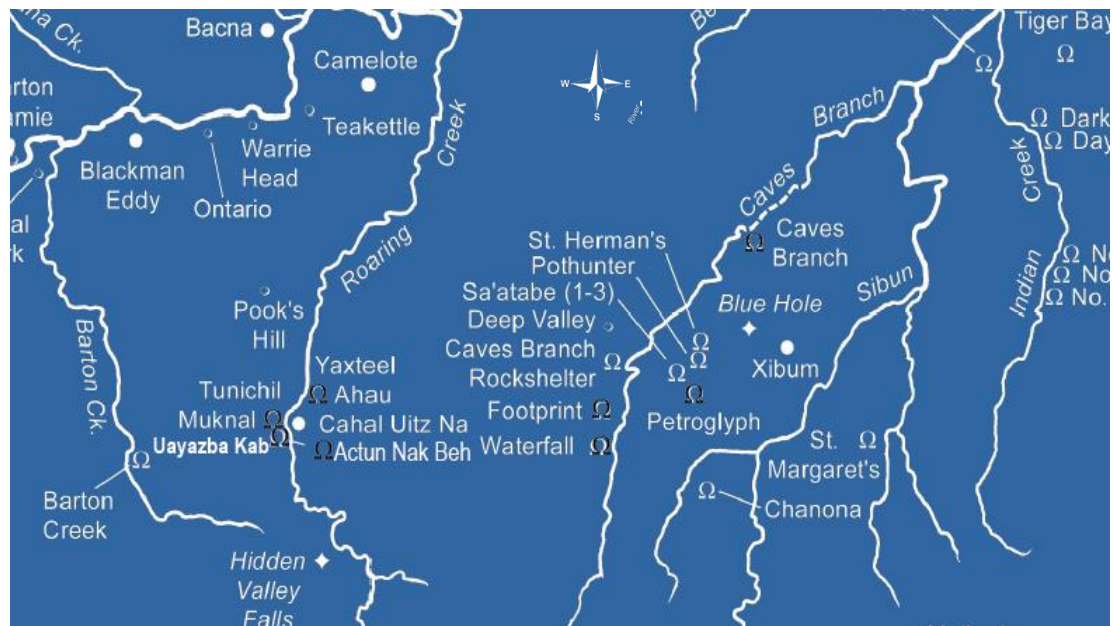 Bacna
Camelote
Teakettle
Warrie
Head
Ontario
Blackman
Eddy
Roaring
Creek
Pook's
Hill
Barton
Ck.
Yaxteel
Ahau
Tunichil
Muknal
Cahal Uitz Na
Uayazba Kab
Actun Nak Beh
Barton
Creek
Hidden
Valley
Falls
W
E
S
Tiger Bay
Branch
Caves
Caves
Branch
St. Herman's
Pothunter
Sa'atabe (1-3)
Deep Valley
Caves Branch
Rockshelter
Footprint
Waterfall
Blue Hole
Xibum
Petroglyph
Sibun
St.
Margaret's
Chanona
Creek
Indian
Dark
Day
No.
Ck.
River